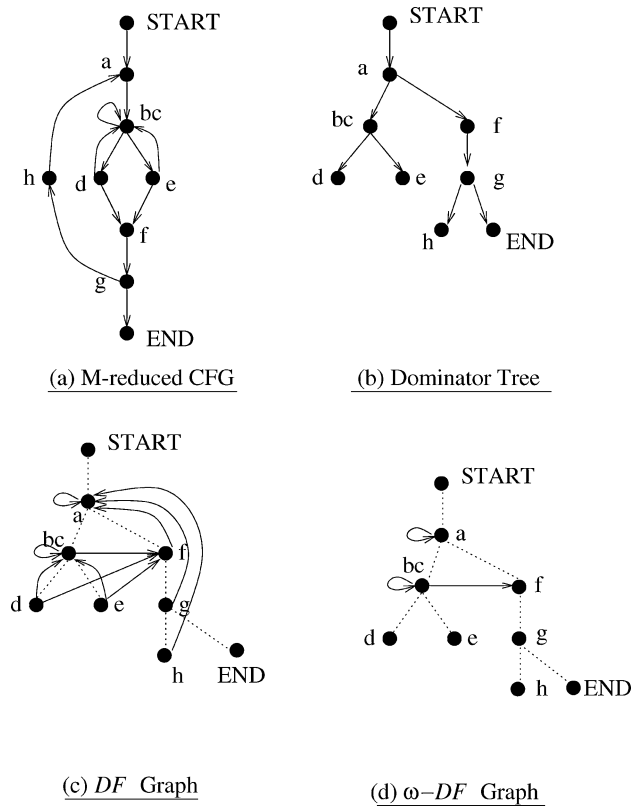 START
a
bc
h
d
e
f
g
END
(a) M-reduced CFG
START
a
bc
f
d
e
g
h
END
(b) Dominator Tree
START
a
bc
f
d
e
g
h
END
(c) DF Graph
START
a
bc
f
d
e
g
h
END
(d) ω-DF Graph